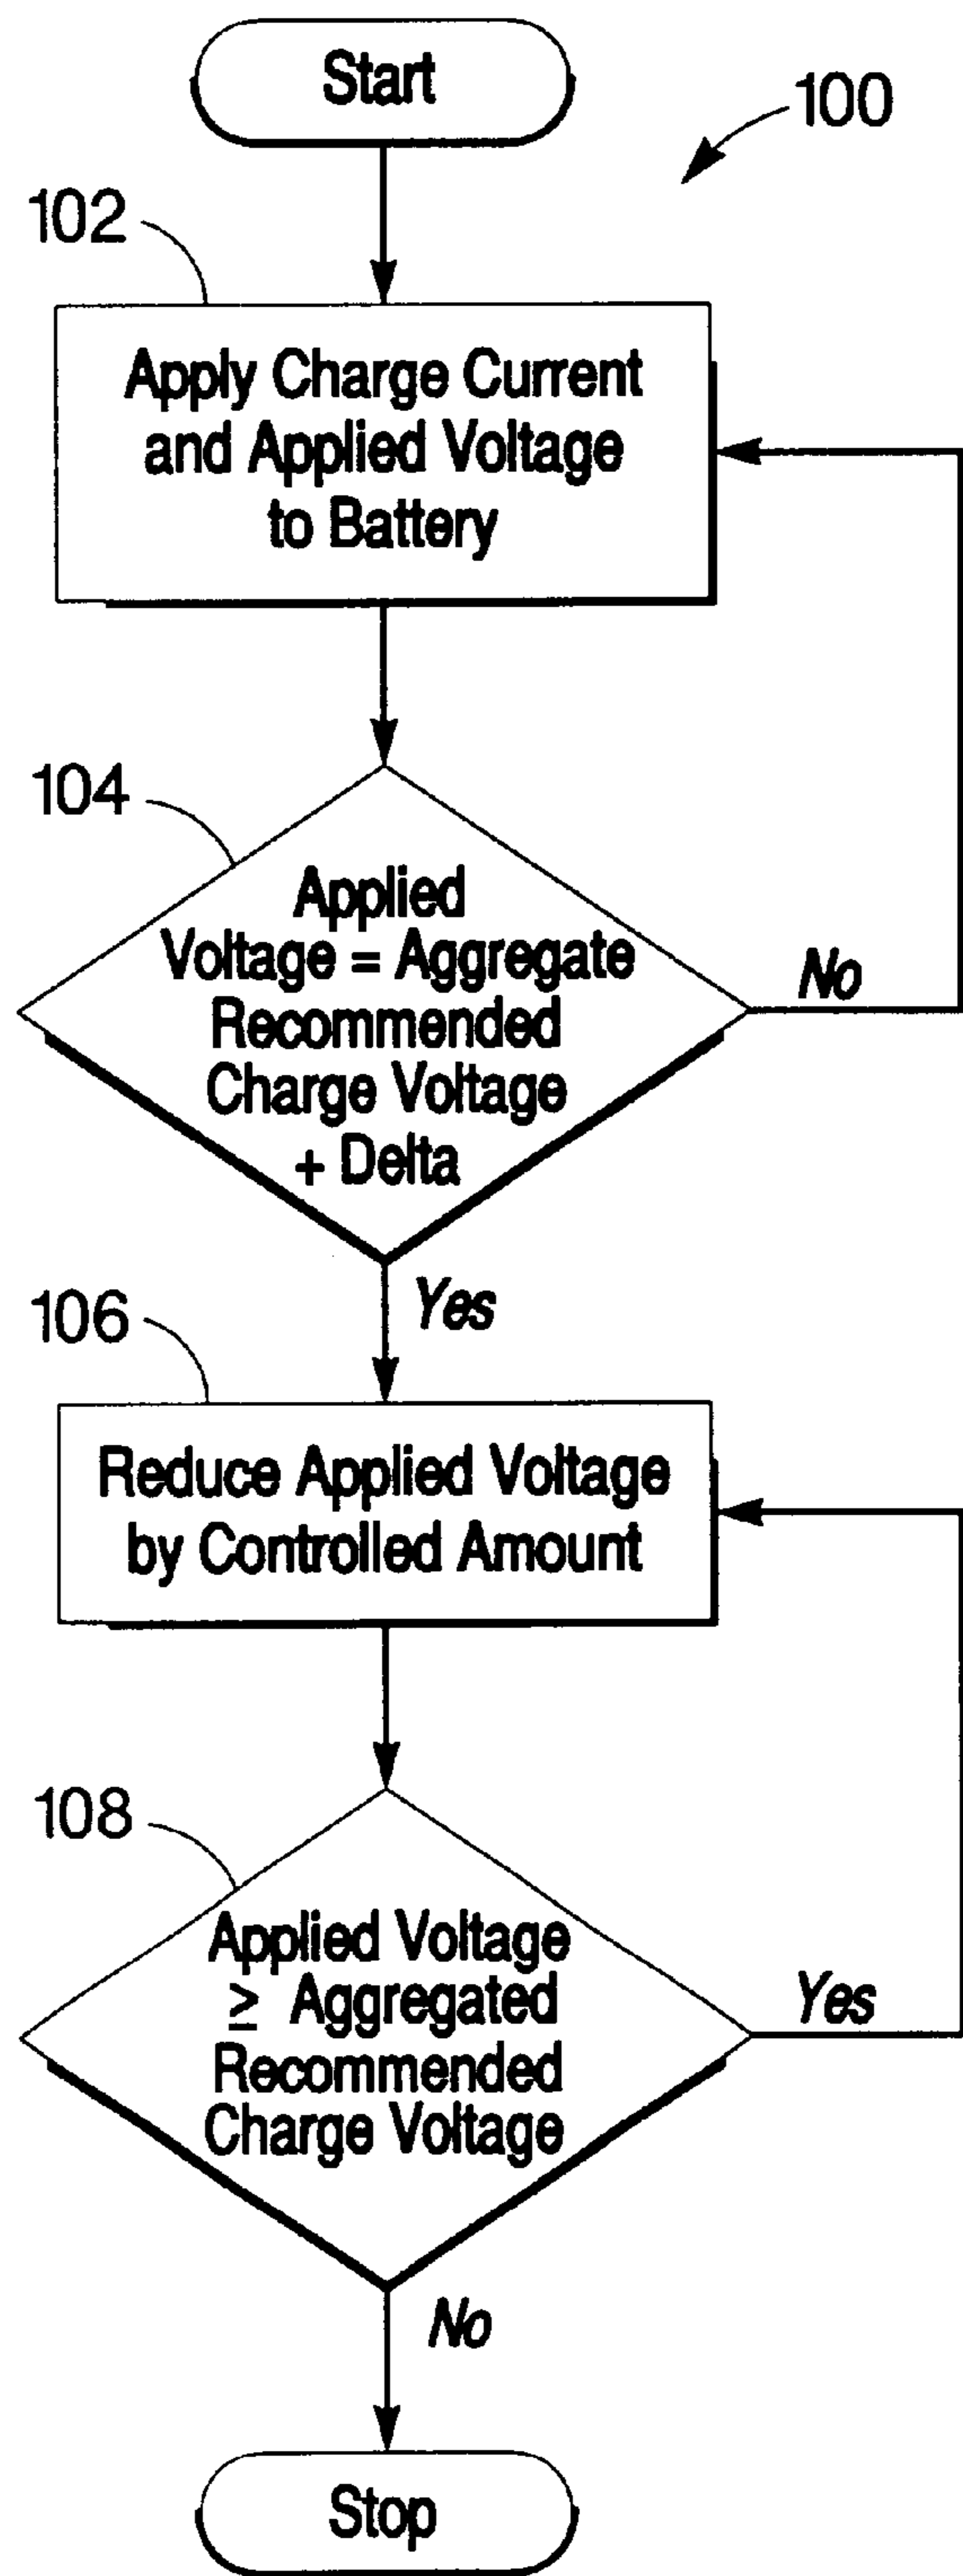 Start
100
102
Apply Charge Current
and Applied Voltage
to Battery
104
Applied
Voltage = Aggregate
Recommended
Charge Voltage
+ Delta
No
Yes
106
Reduce Applied Voltage
by Controlled Amount
108
Applied Voltage
≥ Aggregated
Recommended
Charge Voltage
Yes
No
Stop